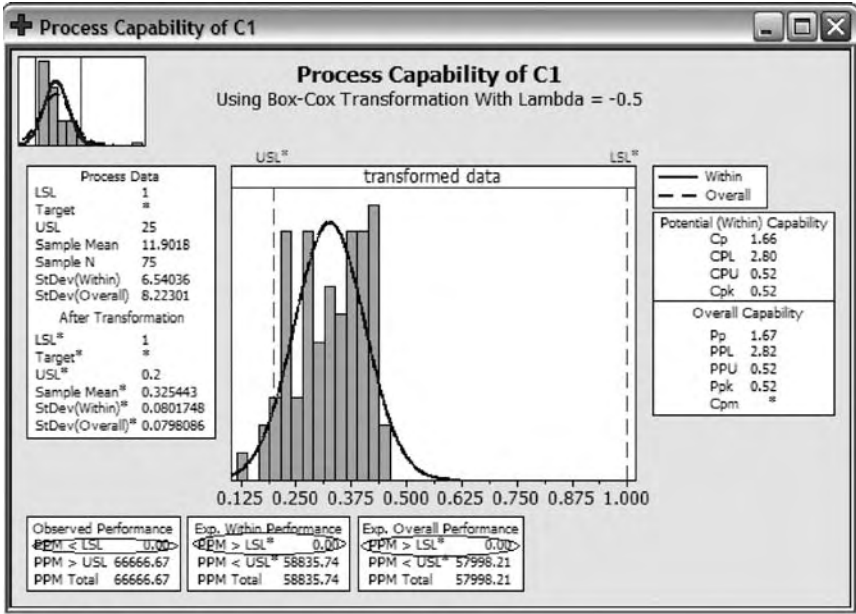 Process Capability of C1
Process Capability of C1
Using Box-Cox Transformation With Lambda = -0.5
USL* LSL*
transformed data
Process Data
LSL 1
Target *
USL 25
Sample Mean 11.9018
Sample N 75
StDev(Within) 6.54036
StDev(Overall) 8.22301
After Transformation
LSL* 1
Target* *
USL* 0.2
Sample Mean* 0.325443
StDev(Within)* 0.0801748
StDev(Overall)* 0.0798086
Within
Overall
Potential (Within) Capability
Cp 1.66
CPL 2.80
CPU 0.52
Cpk 0.52
Overall Capability
Pp 1.67
PPL 2.82
PPU 0.52
Ppk 0.52
Cpm *
0.125 0.250 0.375 0.500 0.625 0.750 0.875 1.000
Observed Performance
PPM < LSL 0.00
PPM > USL 66666.67
PPM Total 66666.67
Exp. Within Performance
PPM > LSL* 0.00
PPM < USL* 58835.74
PPM Total 58835.74
Exp. Overall Performance
PPM > LSL* 0.00
PPM < USL* 57998.21
PPM Total 57998.21